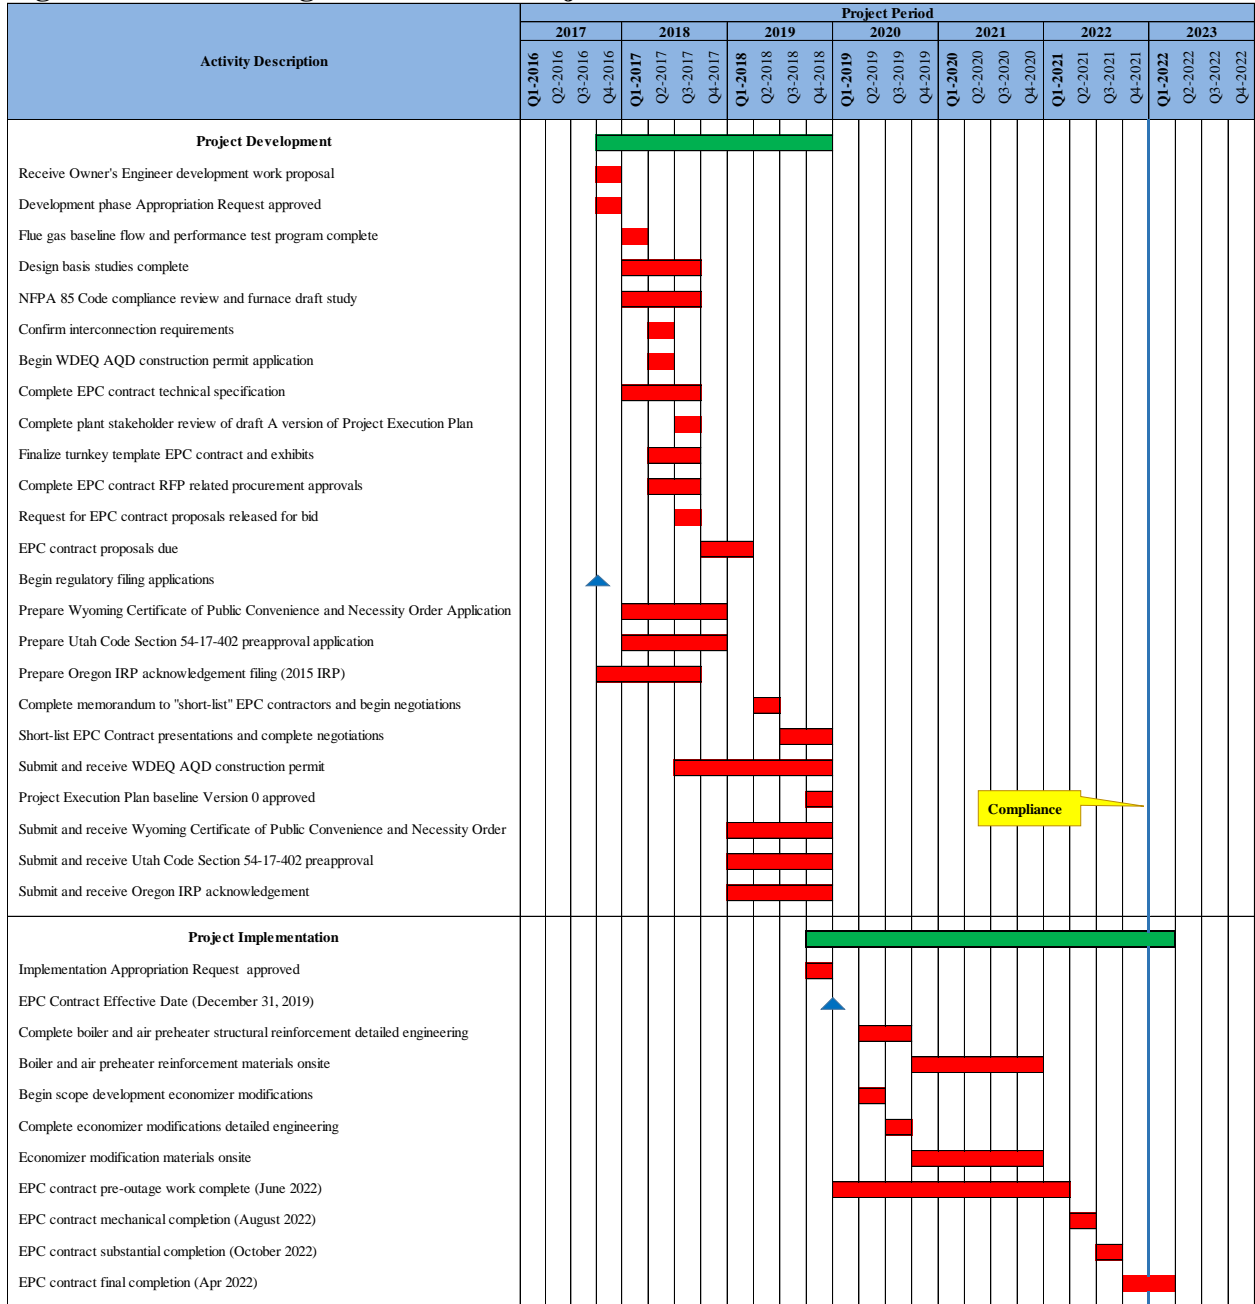 Project Period
2017 2018 2019 2020 2021 2022 2023
Activity Description
Q1-2016 Q2-2016 Q3-2016 Q4-2016 Q1-2017 Q2-2017 Q3-2017 Q4-2017 Q1-2018 Q2-2018 Q3-2018 Q4-2018 Q1-2019 Q2-2019 Q3-2019 Q4-2019 Q1-2020 Q2-2020 Q3-2020 Q4-2020 Q1-2021 Q2-2021 Q3-2021 Q4-2021 Q1-2022 Q2-2022 Q3-2022 Q4-2022
Project Development
Receive Owner's Engineer development work proposal
Development phase Appropriation Request approved
Flue gas baseline flow and performance test program complete
Design basis studies complete
NFPA 85 Code compliance review and furnace draft study
Confirm interconnection requirements
Begin WDEQ AQD construction permit application
Complete EPC contract technical specification
Complete plant stakeholder review of draft A version of Project Execution Plan
Finalize turnkey template EPC contract and exhibits
Complete EPC contract RFP related procurement approvals
Request for EPC contract proposals released for bid
EPC contract proposals due
Begin regulatory filing applications
Prepare Wyoming Certificate of Public Convenience and Necessity Order Application
Prepare Utah Code Section 54-17-402 preapproval application
Prepare Oregon IRP acknowledgement filing (2015 IRP)
Complete memorandum to "short-list" EPC contractors and begin negotiations
Short-list EPC Contract presentations and complete negotiations
Submit and receive WDEQ AQD construction permit
Project Execution Plan baseline Version 0 approved
Compliance
Submit and receive Wyoming Certificate of Public Convenience and Necessity Order
Submit and receive Utah Code Section 54-17-402 preapproval
Submit and receive Oregon IRP acknowledgement
Project Implementation
Implementation Appropriation Request approved
EPC Contract Effective Date (December 31, 2019)
Complete boiler and air preheater structural reinforcement detailed engineering
Boiler and air preheater reinforcement materials onsite
Begin scope development economizer modifications
Complete economizer modifications detailed engineering
Economizer modification materials onsite
EPC contract pre-outage work complete (June 2022)
EPC contract mechanical completion (August 2022)
EPC contract substantial completion (October 2022)
EPC contract final completion (Apr 2022)